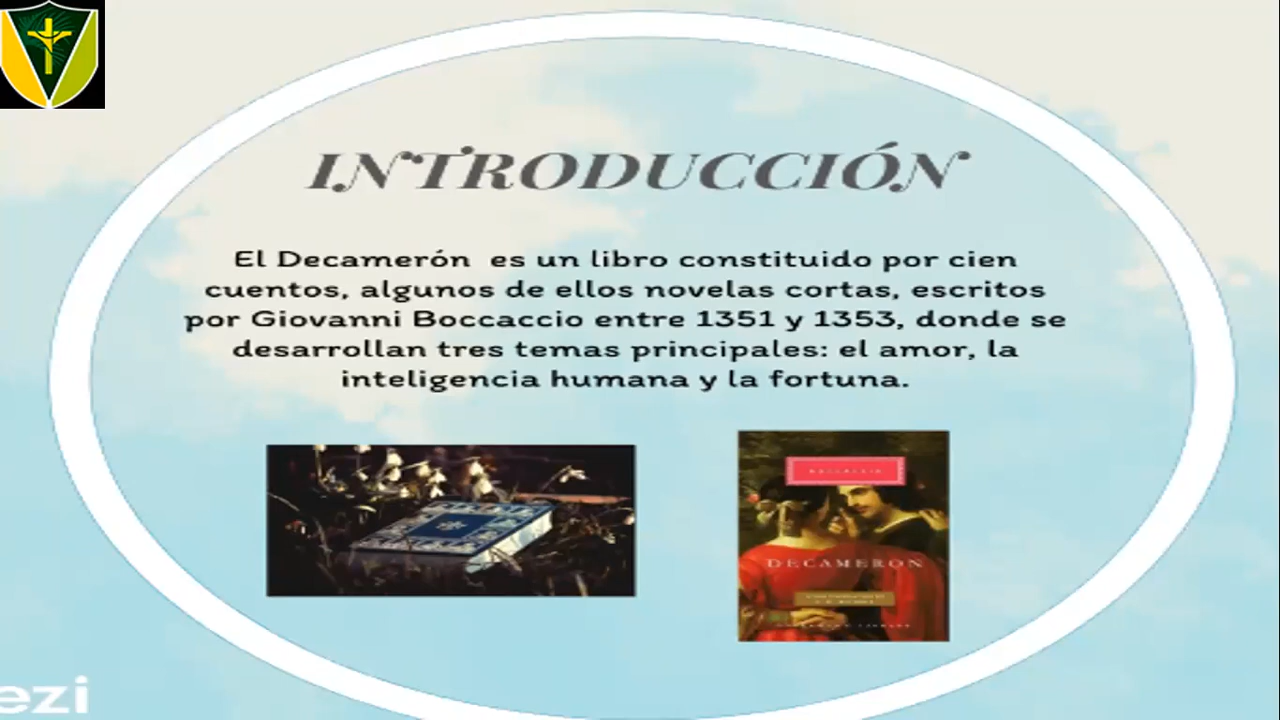 INTRODUCCIÓN
El Decamerón es un libro constituido por cien
cuentos, algunos de ellos novelas cortas, escritos
por Giovanni Boccaccio entre 1351 y 1353, donde se
desarrollan tres temas principales: el amor, la
inteligencia humana y la fortuna.
DECAMERON
ezi